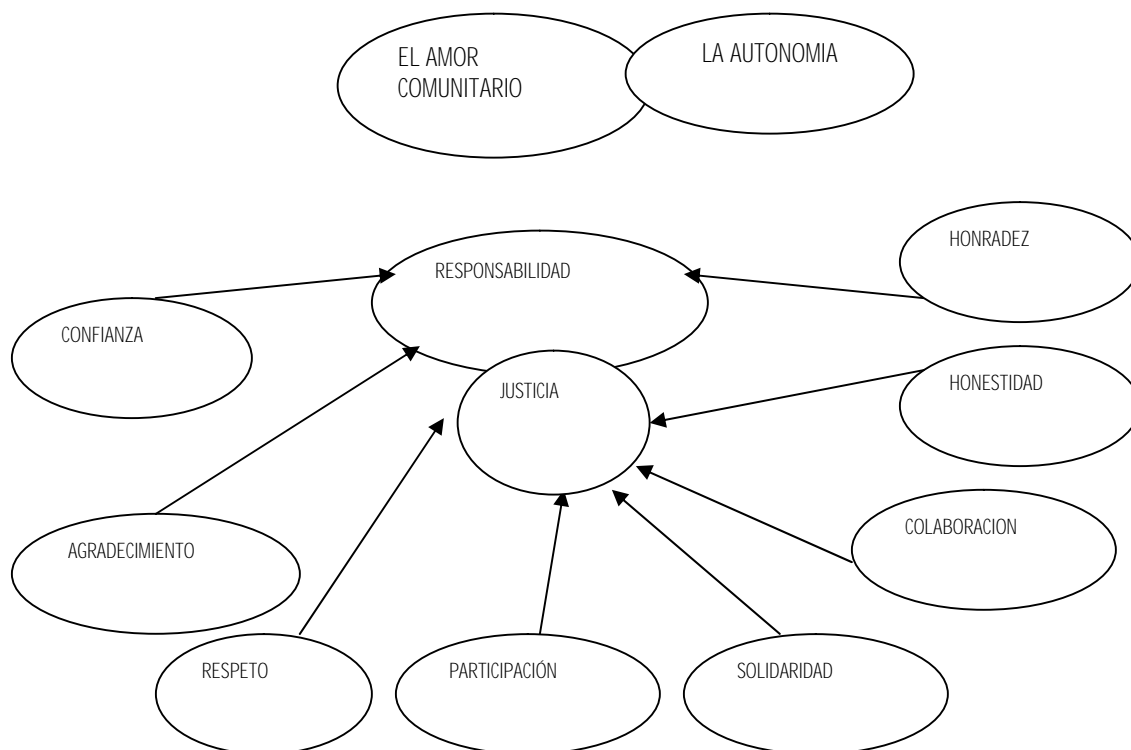 EL AMOR
COMUNITARIO
LA AUTONOMIA
HONRADEZ
RESPONSABILIDAD
CONFIANZA
JUSTICIA
HONESTIDAD
COLABORACION
AGRADECIMIENTO
RESPETO
PARTICIPACIÓN
SOLIDARIDAD